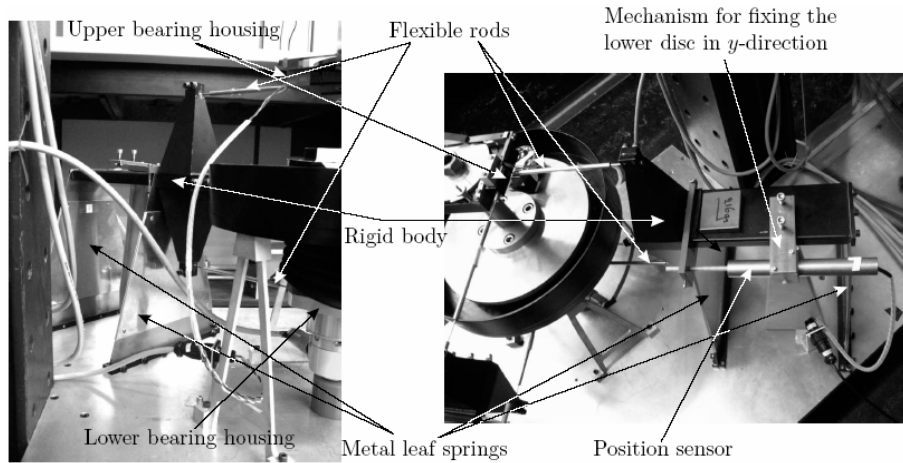 Upper bearing housing
Flexible rods
Mechanism for fixing the
lower disc in y-direction
Rigid body
Lower bearing housing
Metal leaf springs
Position sensor